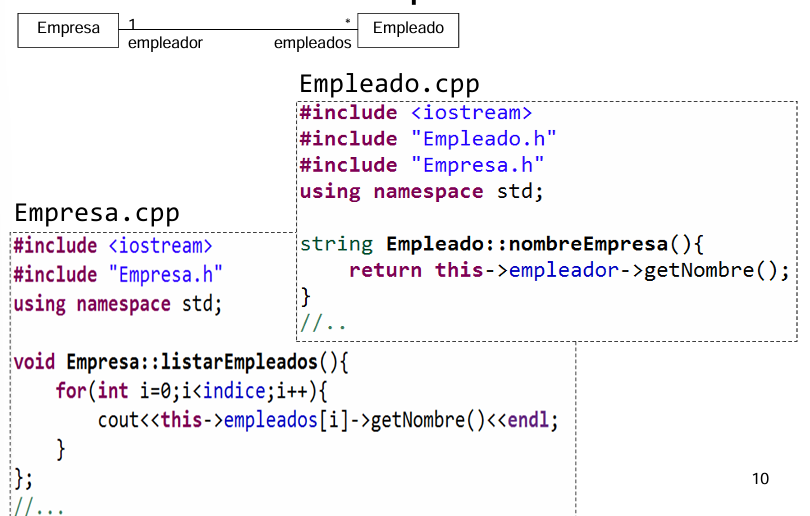 Empresa
1
empleador
*
empleados
Empleado
Empleado.cpp
#include <iostream>
#include "Empleado.h"
#include "Empresa.h"
using namespace std;
string Empleado::nombreEmpresa(){
    return this->empleador->getNombre();
}
//..
Empresa.cpp
#include <iostream>
#include "Empresa.h"
using namespace std;
void Empresa::listarEmpleados(){
    for(int i=0;i<indice;i++){
        cout<<this->empleados[i]->getNombre()<<endl;
    }
};
//...
10